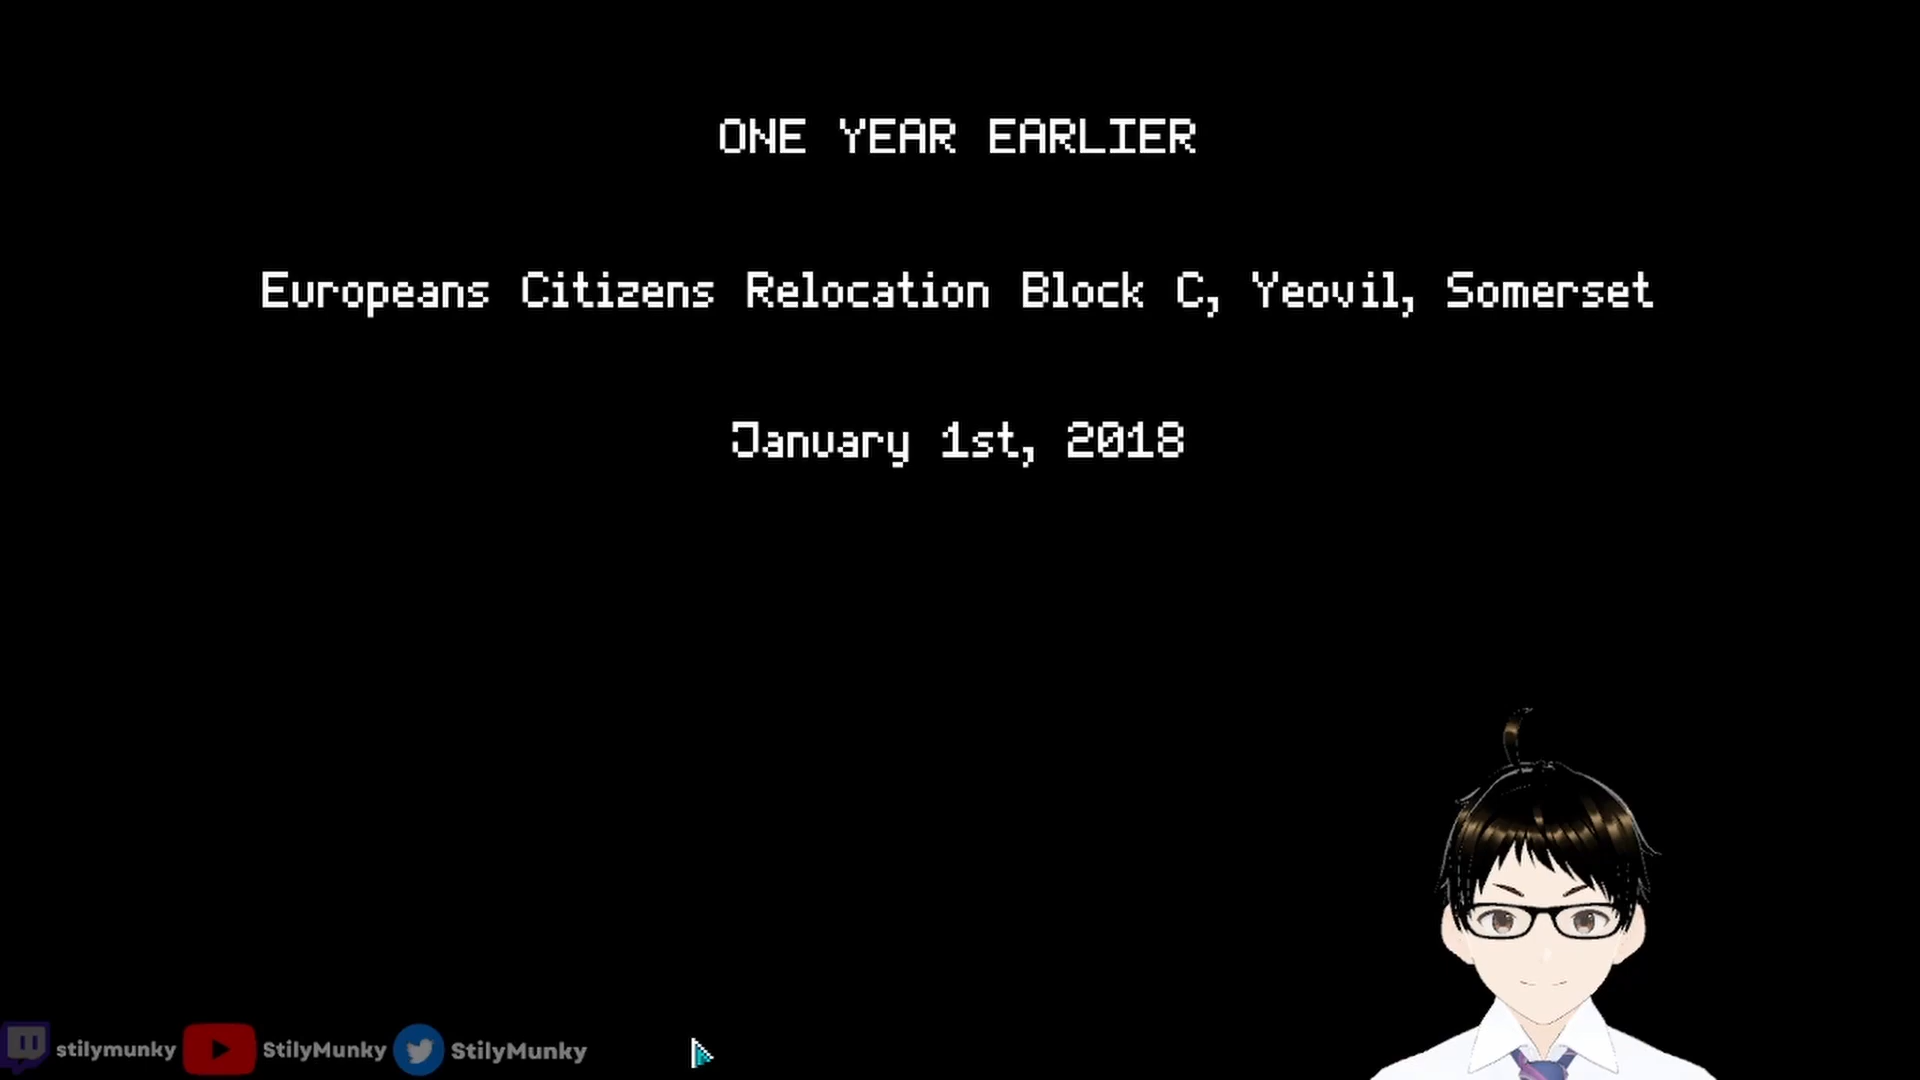 ONE YEAR EARLIER
Europeans Citizens Relocation Block C, Yeovil, Somerset
January 1st, 2018
stilymunky StilyMunky StilyMunky